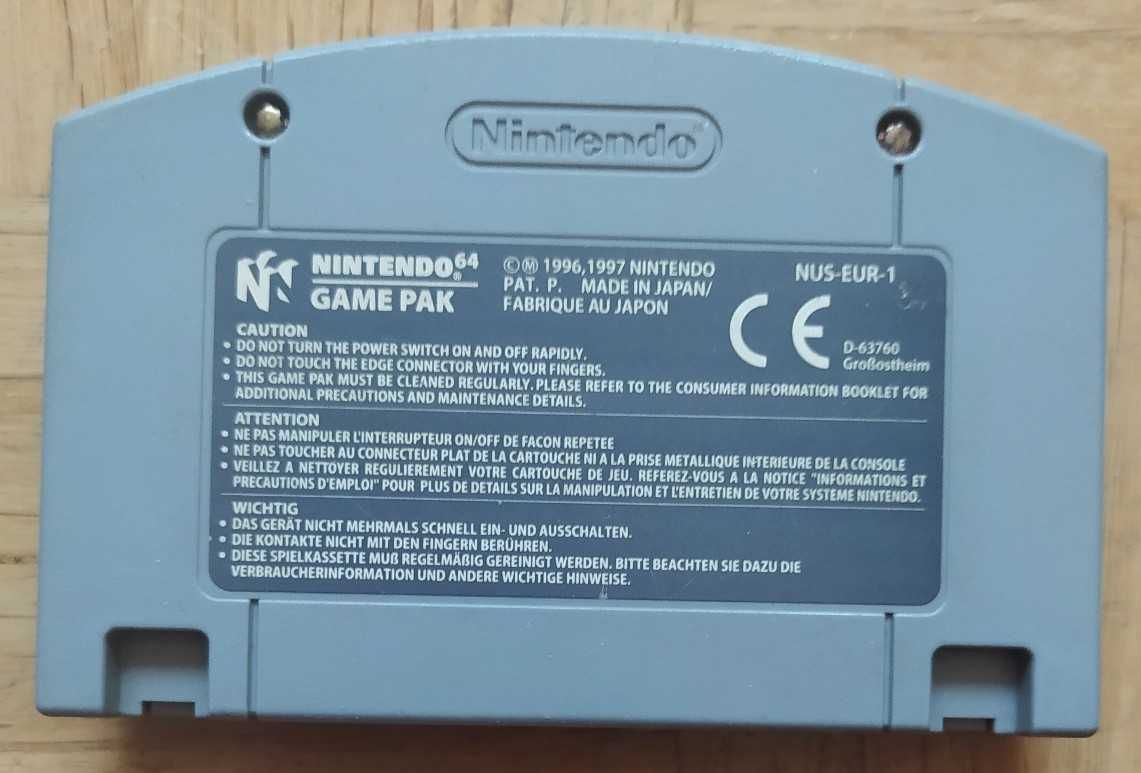 Nintendo®
NINTENDO64®
GAME PAK
©Ⓜ 1996,1997 NINTENDO
PAT. P. MADE IN JAPAN/
FABRIQUE AU JAPON
NUS-EUR-1
CE
D-63760
Großostheim
CAUTION
• DO NOT TURN THE POWER SWITCH ON AND OFF RAPIDLY.
• DO NOT TOUCH THE EDGE CONNECTOR WITH YOUR FINGERS.
• THIS GAME PAK MUST BE CLEANED REGULARLY. PLEASE REFER TO THE CONSUMER INFORMATION BOOKLET FOR
ADDITIONAL PRECAUTIONS AND MAINTENANCE DETAILS.
ATTENTION
• NE PAS MANIPULER L'INTERRUPTEUR ON/OFF DE FACON REPETEE
• NE PAS TOUCHER AU CONNECTEUR PLAT DE LA CARTOUCHE NI A LA PRISE METALLIQUE INTERIEURE DE LA CONSOLE
• VEILLEZ A NETTOYER REGULIEREMENT VOTRE CARTOUCHE DE JEU. REFEREZ-VOUS A LA NOTICE "INFORMATIONS ET
PRECAUTIONS D'EMPLOI" POUR PLUS DE DETAILS SUR LA MANIPULATION ET L'ENTRETIEN DE VOTRE SYSTEME NINTENDO.
WICHTIG
• DAS GERÄT NICHT MEHRMALS SCHNELL EIN- UND AUSSCHALTEN.
• DIE KONTAKTE NICHT MIT DEN FINGERN BERÜHREN.
• DIESE SPIELKASSETTE MUß REGELMÄßIG GEREINIGT WERDEN. BITTE BEACHTEN SIE DAZU DIE
VERBRAUCHERINFORMATION UND ANDERE WICHTIGE HINWEISE.